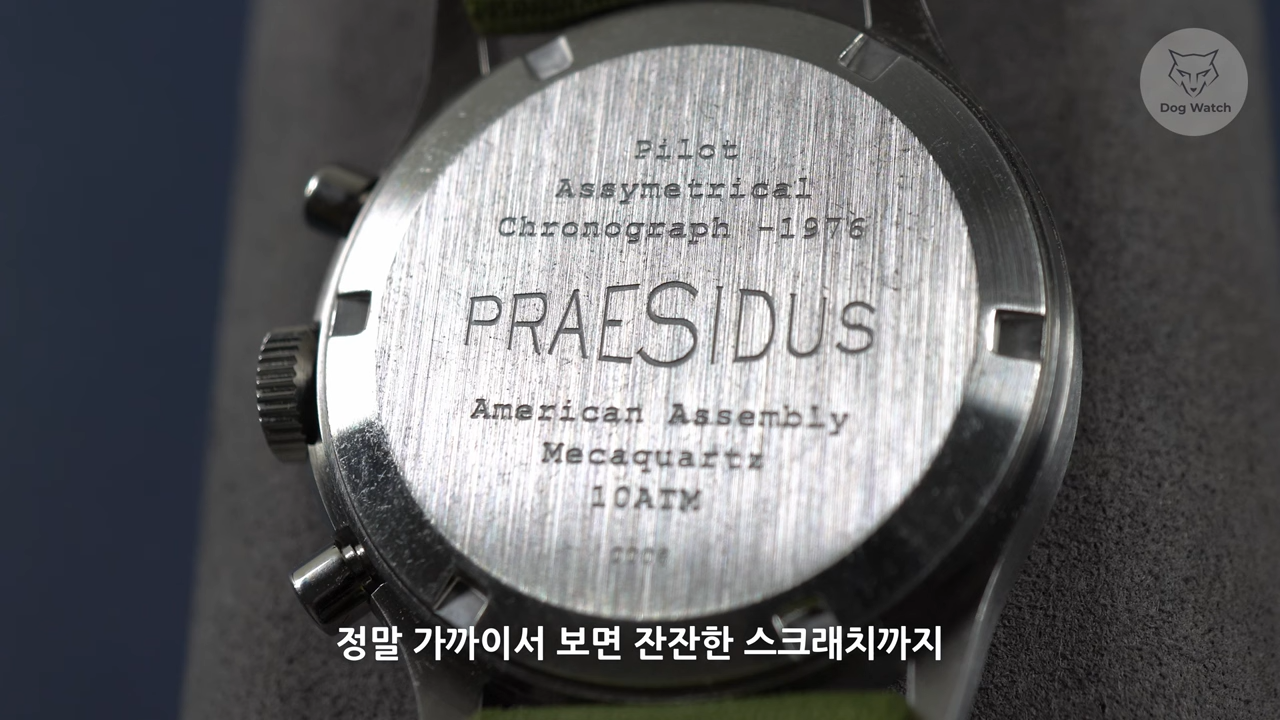 Dog Watch
Pilot
Assymetrical
Chronograph -1976
PRAESIDUS
American Assembly
Mecaquartz
10ATM
정말 가까이서 보면 잔잔한 스크래치까지